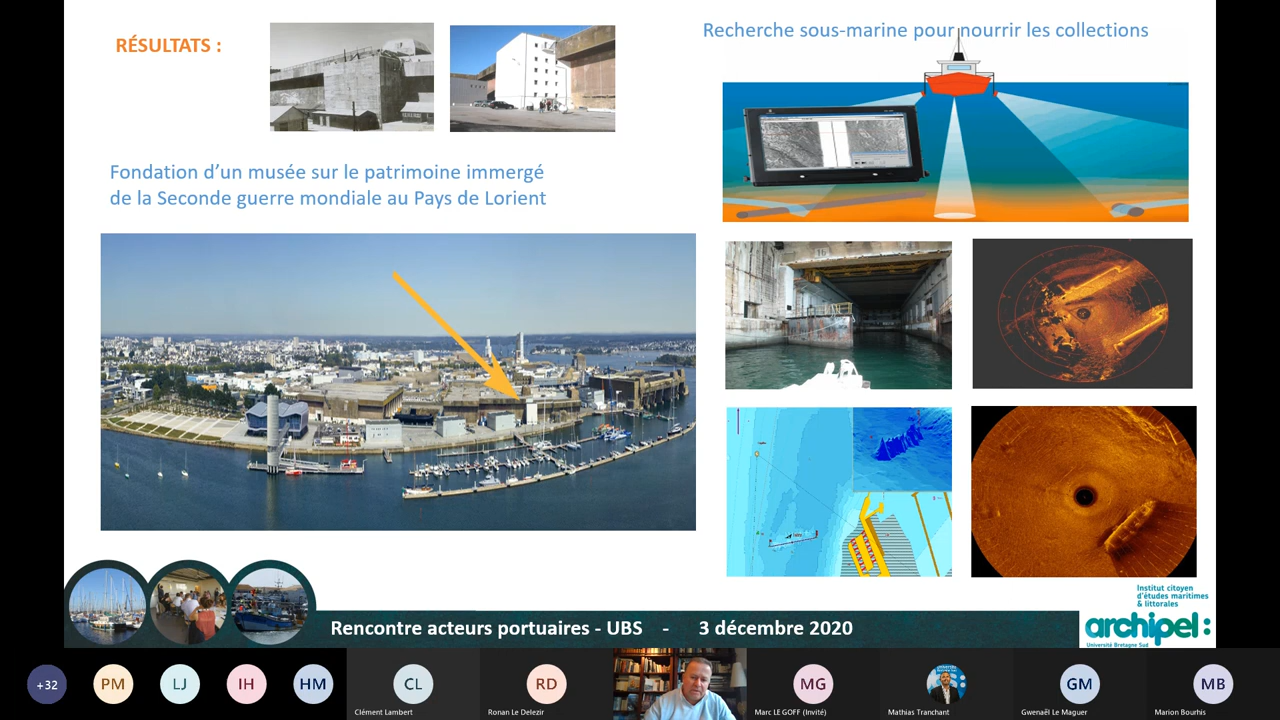 RÉSULTATS :
Recherche sous-marine pour nourrir les collections
Fondation d’un musée sur le patrimoine immergé
de la Seconde guerre mondiale au Pays de Lorient
Institut citoyen
d'études maritimes
& littorales
archipel:
Université Bretagne Sud
Rencontre acteurs portuaires - UBS - 3 décembre 2020
+32
PM
LJ
IH
HM
CL
RD
MG
GM
MB
Clément Lambert
Ronan Le Delezir
Marc LE GOFF (Invité)
Mathias Tranchant
Gwenaël Le Maguer
Marion Bourhis